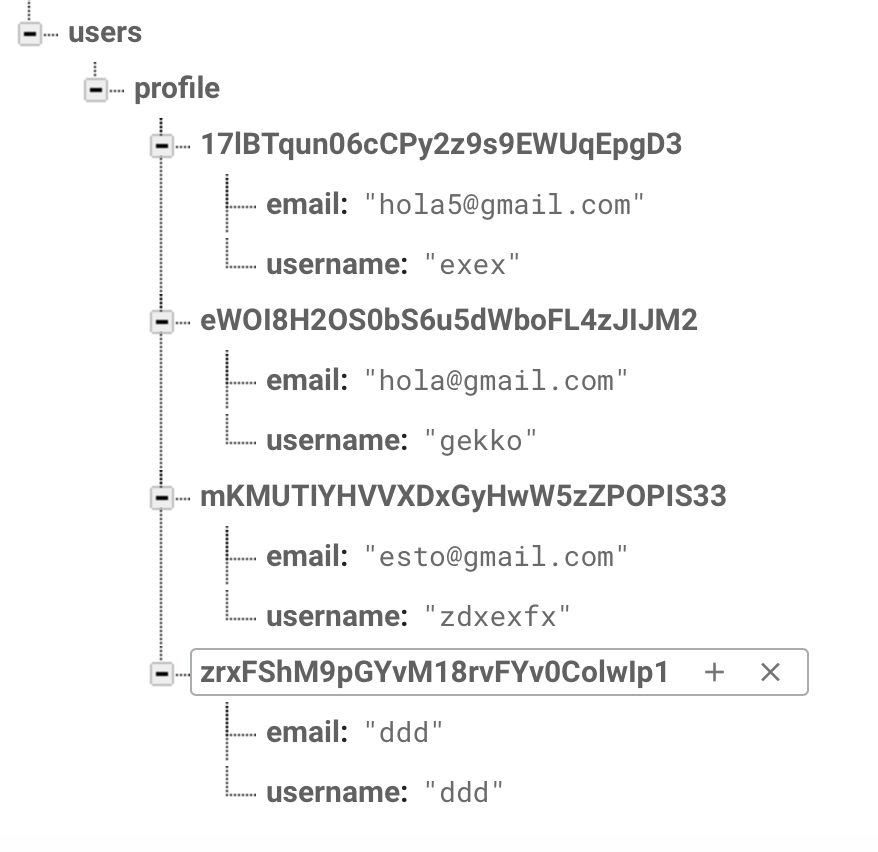 users
profile
17lBTqun06cCPy2z9s9EWUqEpgD3
email: "hola5@gmail.com"
username: "exex"
eWOI8H2OS0bS6u5dWboFL4zJIJM2
email: "hola@gmail.com"
username: "gekko"
mKMUTIYHVVXDxGyHwW5zZPOPIS33
email: "esto@gmail.com"
username: "zdxexfx"
zrxFShM9pGYvM18rvFYv0ColwIp1
email: "ddd"
username: "ddd"